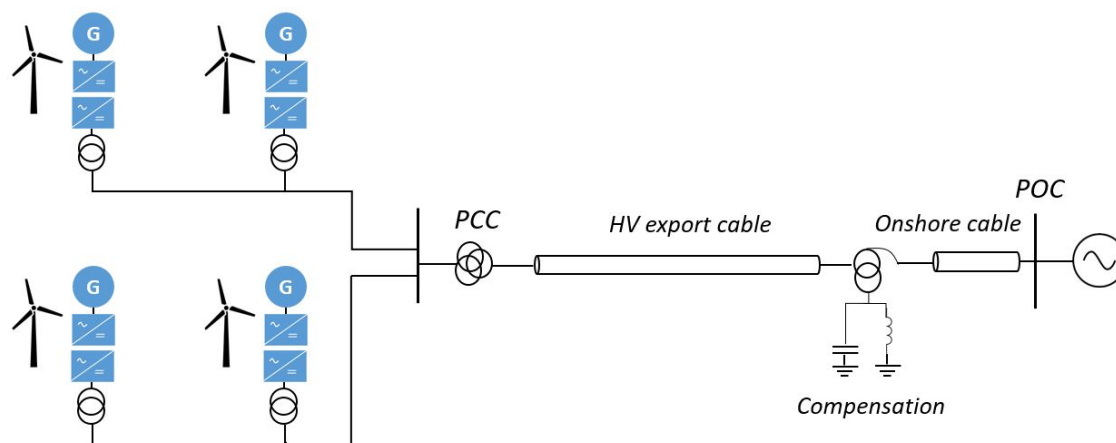 G
G
PCC
HV export cable
Onshore cable
POC
G
G
Compensation